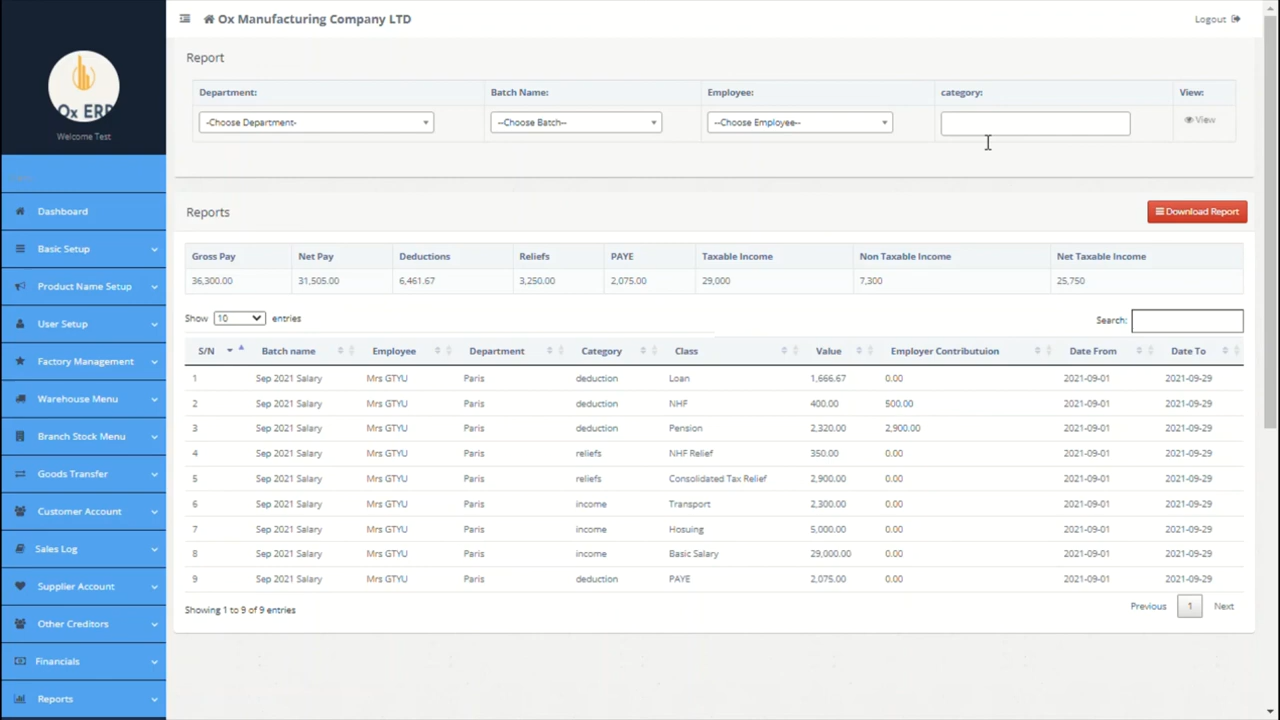 Ox Manufacturing Company LTD
Logout
Ox ERP
Welcome Test
Dashboard
Basic Setup
Product Name Setup
User Setup
Factory Management
Warehouse Menu
Branch Stock Menu
Goods Transfer
Customer Account
Sales Log
Supplier Account
Other Creditors
Financials
Reports
Report
Department: Batch Name: Employee: category: View:
-Choose Department- --Choose Batch-- --Choose Employee-- View
Reports
Download Report
Gross Pay Net Pay Deductions Reliefs PAYE Taxable Income Non Taxable Income Net Taxable Income
36,300.00 31,505.00 6,461.67 3,250.00 2,075.00 29,000 7,300 25,750
Show 10 entries
Search:
S/N Batch name Employee Department Category Class Value Employer Contributuion Date From Date To
1 Sep 2021 Salary Mrs GTYU Paris deduction Loan 1,666.67 0.00 2021-09-01 2021-09-29
2 Sep 2021 Salary Mrs GTYU Paris deduction NHF 400.00 500.00 2021-09-01 2021-09-29
3 Sep 2021 Salary Mrs GTYU Paris deduction Pension 2,320.00 2,900.00 2021-09-01 2021-09-29
4 Sep 2021 Salary Mrs GTYU Paris reliefs NHF Relief 350.00 0.00 2021-09-01 2021-09-29
5 Sep 2021 Salary Mrs GTYU Paris reliefs Consolidated Tax Relief 2,900.00 0.00 2021-09-01 2021-09-29
6 Sep 2021 Salary Mrs GTYU Paris income Transport 2,300.00 0.00 2021-09-01 2021-09-29
7 Sep 2021 Salary Mrs GTYU Paris income Hosuing 5,000.00 0.00 2021-09-01 2021-09-29
8 Sep 2021 Salary Mrs GTYU Paris income Basic Salary 29,000.00 0.00 2021-09-01 2021-09-29
9 Sep 2021 Salary Mrs GTYU Paris deduction PAYE 2,075.00 0.00 2021-09-01 2021-09-29
Showing 1 to 9 of 9 entries
Previous 1 Next